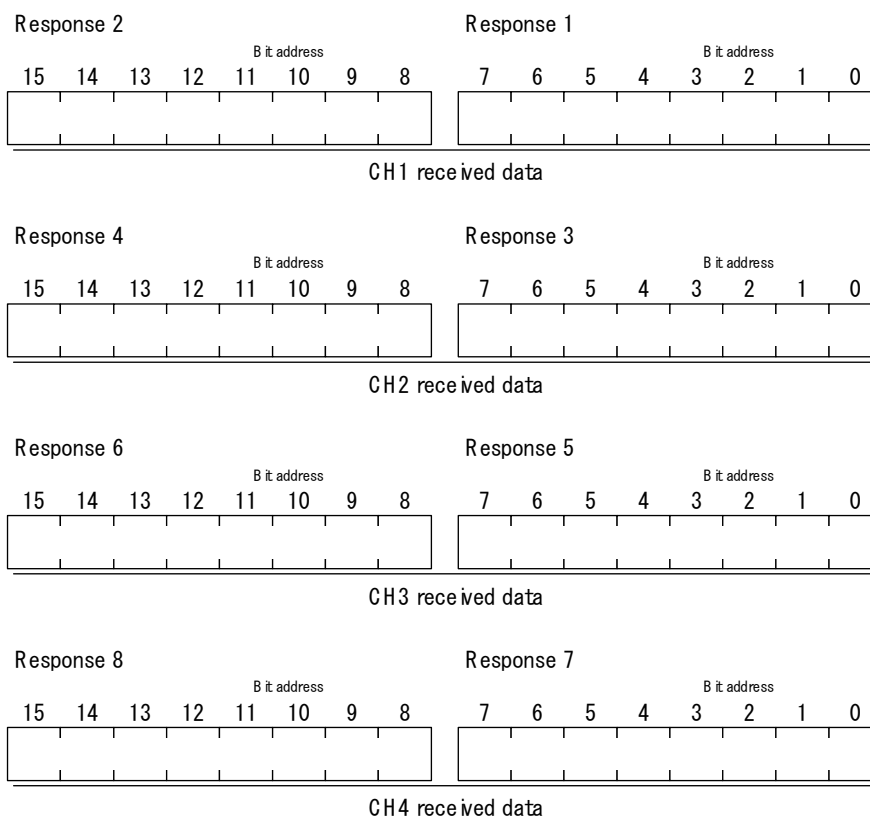 Response 2 Response 1
Bit address Bit address
15 14 13 12 11 10 9 8 7 6 5 4 3 2 1 0
CH1 received data
Response 4 Response 3
Bit address Bit address
15 14 13 12 11 10 9 8 7 6 5 4 3 2 1 0
CH2 received data
Response 6 Response 5
Bit address Bit address
15 14 13 12 11 10 9 8 7 6 5 4 3 2 1 0
CH3 received data
Response 8 Response 7
Bit address Bit address
15 14 13 12 11 10 9 8 7 6 5 4 3 2 1 0
CH4 received data